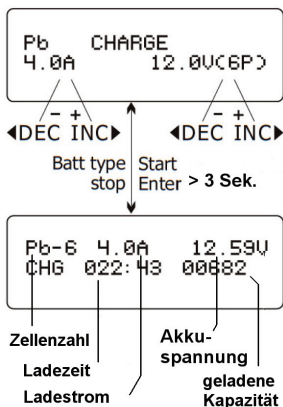 Pb CHARGE
4.0A 12.0V(6P)
- + - +
◀DEC INC▶ ◀DEC INC▶
Batt type Start
stop Enter > 3 Sek.
Pb-6 4.0A 12.59V
CHG 022:43 00682
Zellenzahl
Akku-
spannung
Ladezeit
geladene
Kapazität
Ladestrom